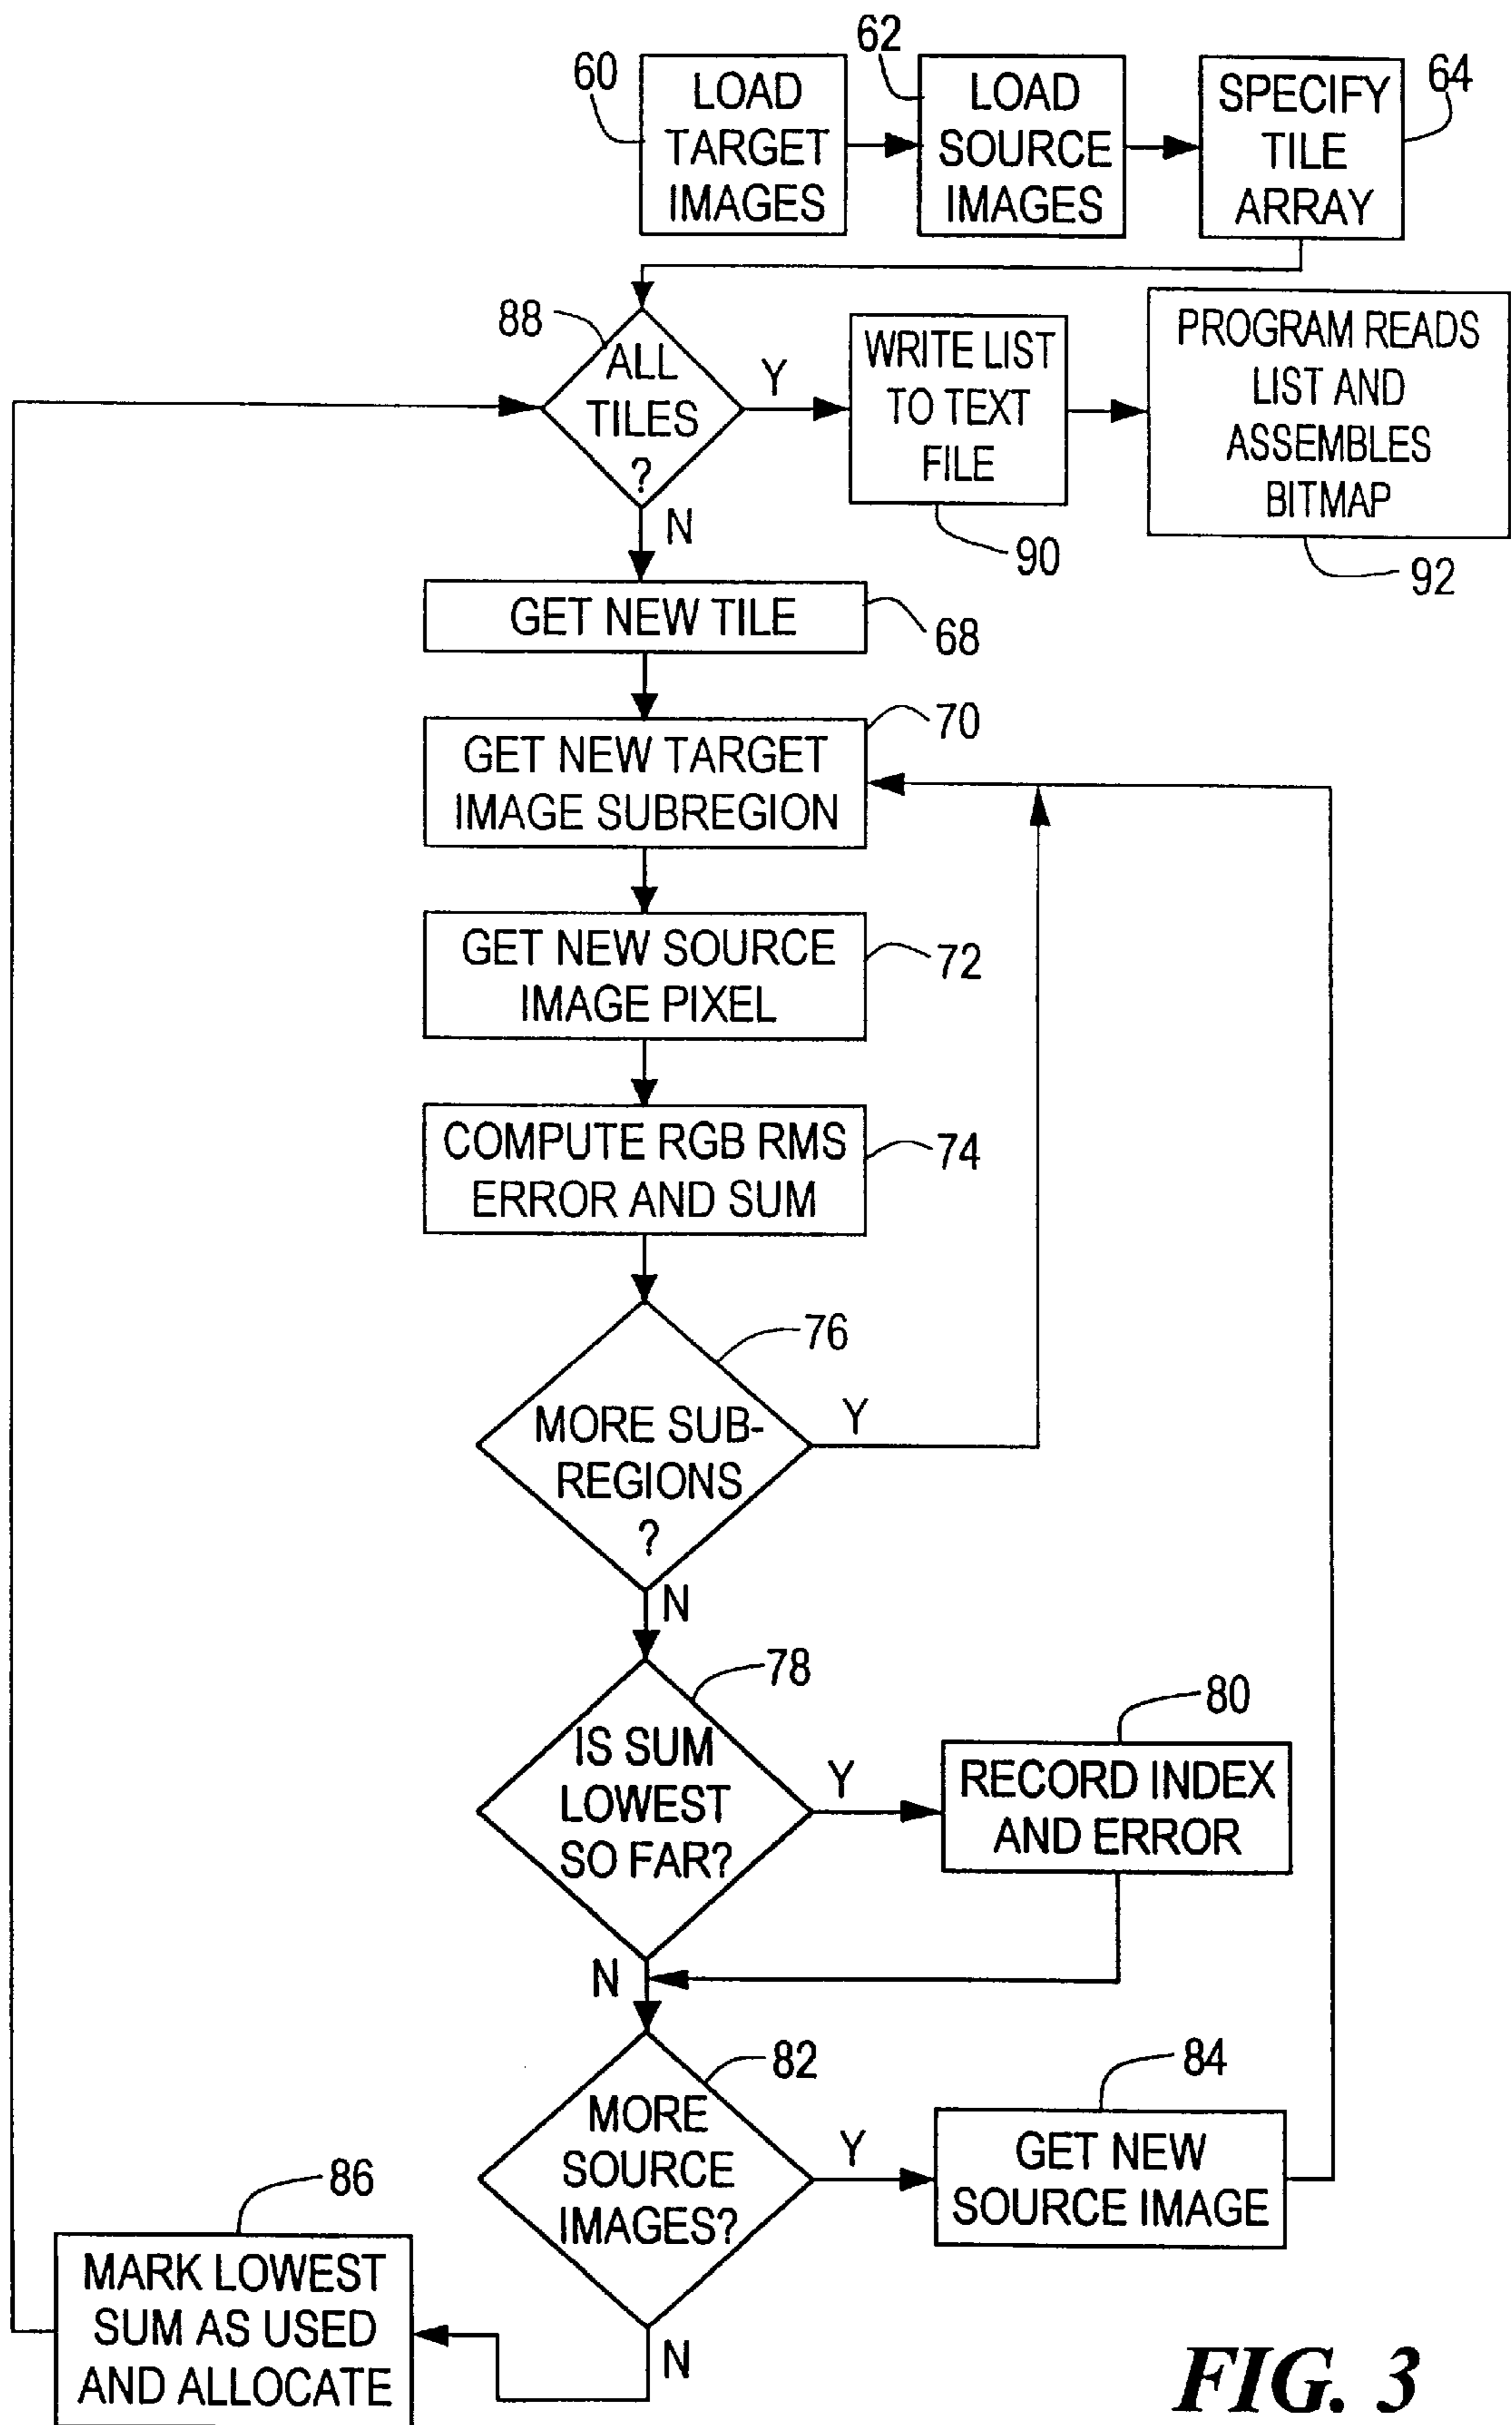 60
LOAD
TARGET
IMAGES
62
LOAD
SOURCE
IMAGES
64
SPECIFY
TILE
ARRAY
88
ALL
TILES
?
Y
N
WRITE LIST
TO TEXT
FILE
90
PROGRAM READS
LIST AND
ASSEMBLES
BITMAP
92
GET NEW TILE
68
GET NEW TARGET
IMAGE SUBREGION
70
GET NEW SOURCE
IMAGE PIXEL
72
COMPUTE RGB RMS
ERROR AND SUM
74
76
MORE SUB-
REGIONS
?
Y
N
78
IS SUM
LOWEST
SO FAR?
Y
80
RECORD INDEX
AND ERROR
N
82
MORE
SOURCE
IMAGES?
Y
84
GET NEW
SOURCE IMAGE
N
86
MARK LOWEST
SUM AS USED
AND ALLOCATE
FIG. 3